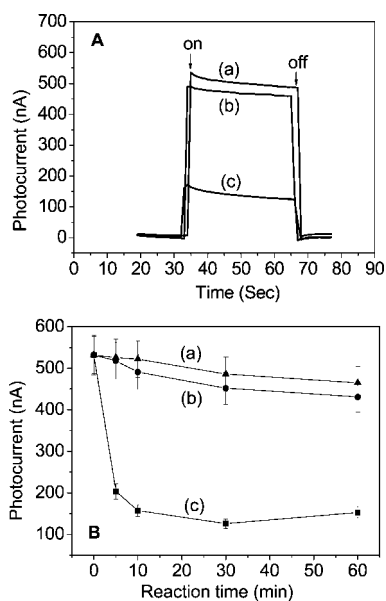 700
600
500
400
300
200
100
0
Photocurrent (nA)
A
on
off
(a)
(b)
(c)
10 20 30 40 50 60 70 80 90
Time (Sec)
600
500
400
300
200
100
Photocurrent (nA)
(a)
(b)
(c)
B
0 10 20 30 40 50 60
Reaction time (min)